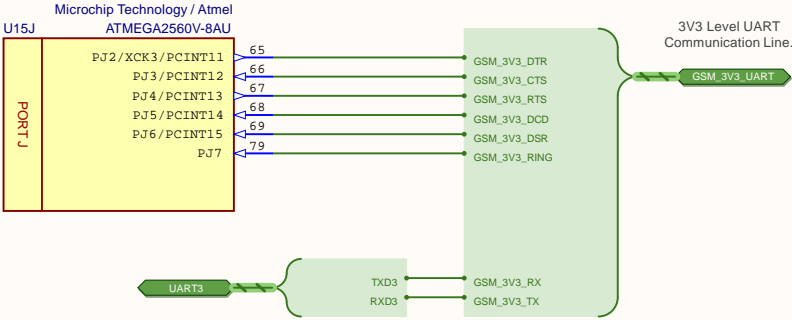 Microchip Technology / Atmel
U15J
ATMEGA2560V-8AU
3V3 Level UART
Communication Line.
PJ2/XCK3/PCINT11
65
GSM_3V3_DTR
PJ3/PCINT12
66
GSM_3V3_CTS
GSM_3V3_UART
PJ4/PCINT13
67
GSM_3V3_RTS
PJ5/PCINT14
68
GSM_3V3_DCD
PJ6/PCINT15
69
GSM_3V3_DSR
PJ7
79
GSM_3V3_RING
PORT J
UART3
TXD3
GSM_3V3_RX
RXD3
GSM_3V3_TX